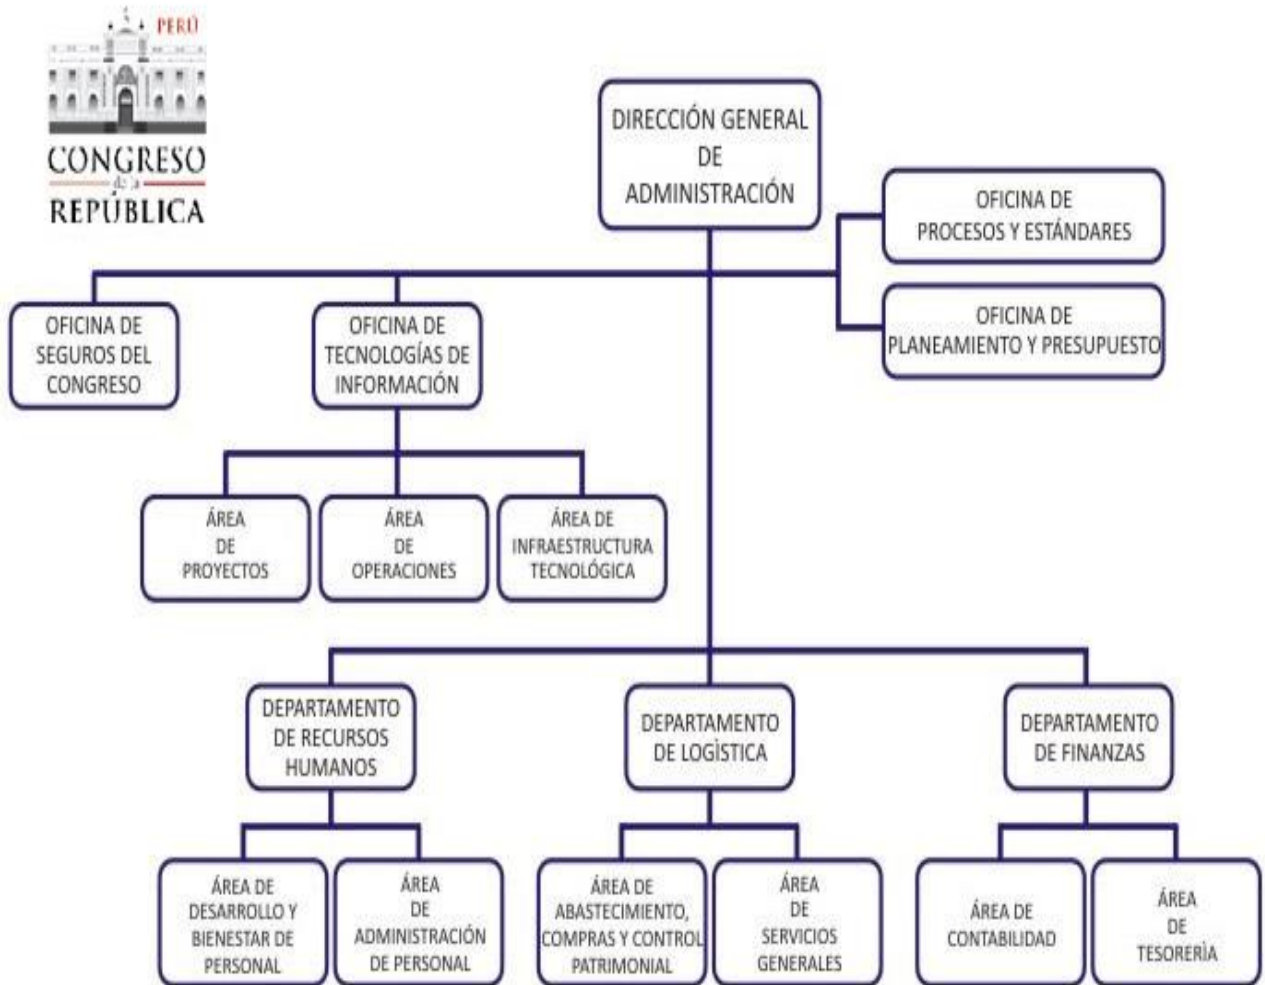 PERÚ
CONGRESO
de la
REPÚBLICA
DIRECCIÓN GENERAL
DE
ADMINISTRACIÓN
OFICINA DE
PROCESOS Y ESTÁNDARES
OFICINA DE
PLANEAMIENTO Y PRESUPUESTO
OFICINA DE
SEGUROS DEL
CONGRESO
OFICINA DE
TECNOLOGÍAS DE
INFORMACIÓN
ÁREA
DE
PROYECTOS
ÁREA
DE
OPERACIONES
ÁREA DE
INFRAESTRUCTURA
TECNOLÓGICA
DEPARTAMENTO
DE RECURSOS
HUMANOS
DEPARTAMENTO
DE LOGÌSTICA
DEPARTAMENTO
DE FINANZAS
ÁREA DE
DESARROLLO Y
BIENESTAR DE
PERSONAL
ÁREA
DE
ADMINISTRACIÓN
DE PERSONAL
ÁREA DE
ABASTECIMIENTO,
COMPRAS Y CONTROL
PATRIMONIAL
ÁREA
DE
SERVICIOS
GENERALES
ÁREA DE
CONTABILIDAD
ÁREA
DE
TESORERÌA